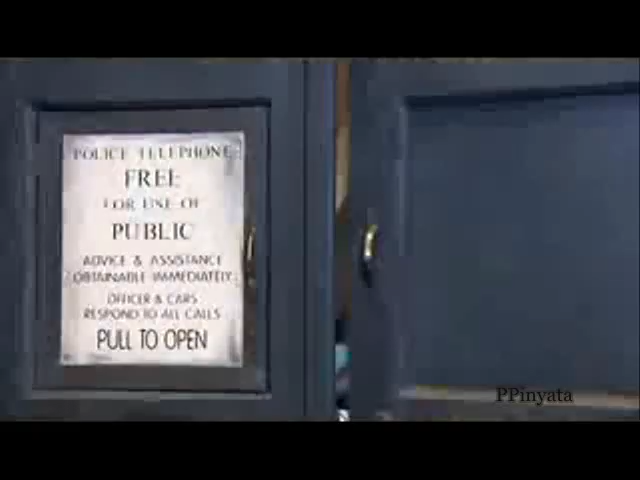 POLICE TELEPHONE
FREE
FOR USE OF
PUBLIC
ADVICE & ASSISTANCE
OBTAINABLE IMMEDIATELY
OFFICER & CARS
RESPOND TO ALL CALLS
PULL TO OPEN
PPinyata